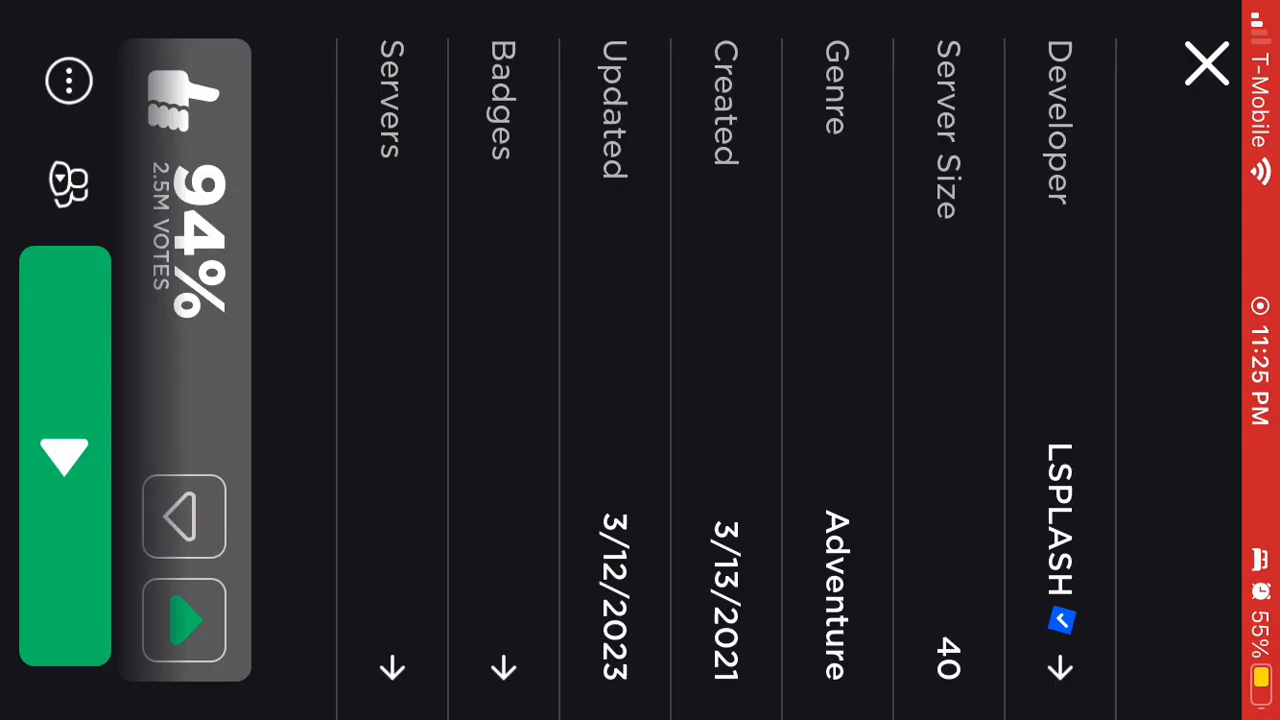 T-Mobile 11:25 PM 55%
Developer LSPLASH
Server Size 40
Genre Adventure
Created 3/13/2021
Updated 3/12/2023
Badges
Servers
94%
2.5M VOTES